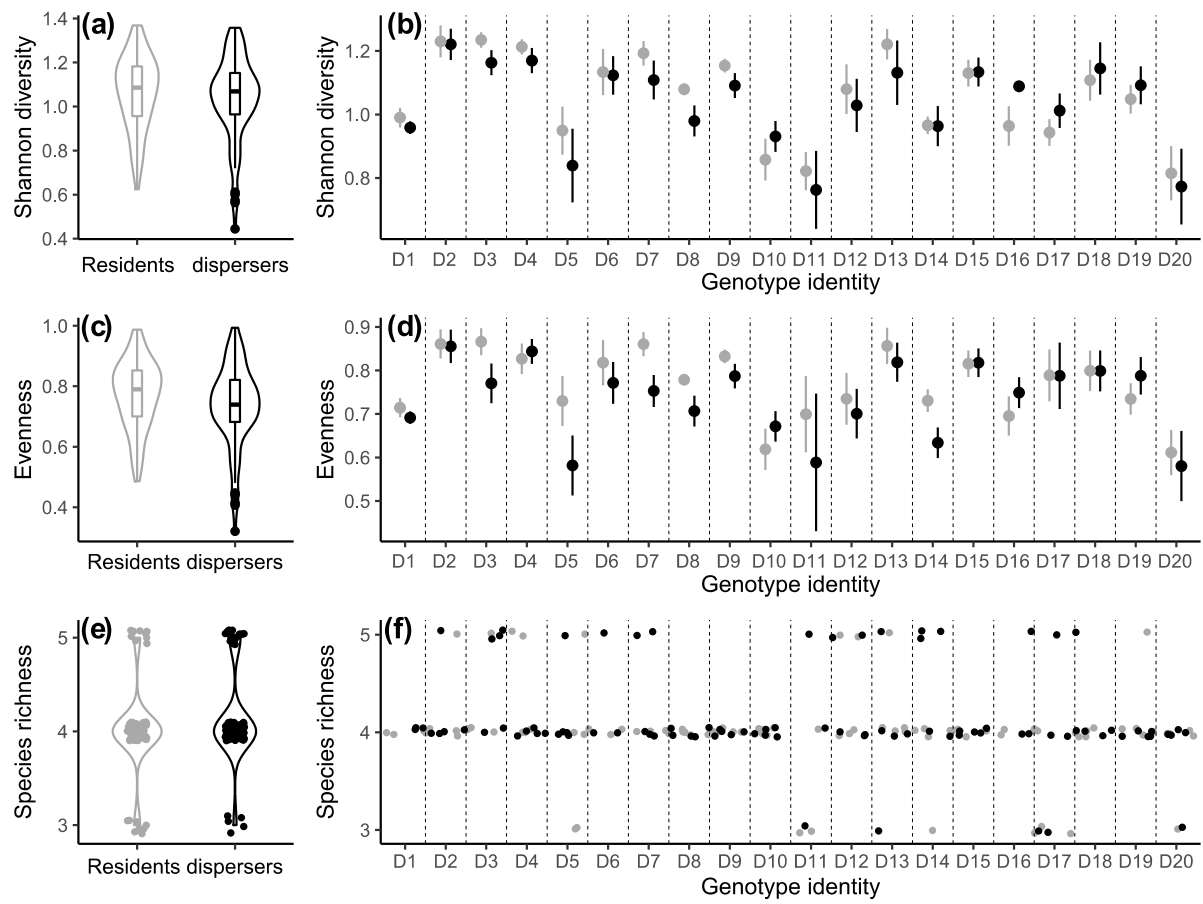 (a)
Shannon diversity
1.4
1.2
1.0
0.8
0.6
0.4
Residents dispersers
(b)
Shannon diversity
1.2
1.0
0.8
D1 D2 D3 D4 D5 D6 D7 D8 D9 D10 D11 D12 D13 D14 D15 D16 D17 D18 D19 D20
Genotype identity
(c)
Evenness
1.0
0.8
0.6
0.4
Residents dispersers
(d)
Evenness
0.9
0.8
0.7
0.6
0.5
D1 D2 D3 D4 D5 D6 D7 D8 D9 D10 D11 D12 D13 D14 D15 D16 D17 D18 D19 D20
Genotype identity
(e)
Species richness
5
4
3
Residents dispersers
(f)
Species richness
5
4
3
D1 D2 D3 D4 D5 D6 D7 D8 D9 D10 D11 D12 D13 D14 D15 D16 D17 D18 D19 D20
Genotype identity